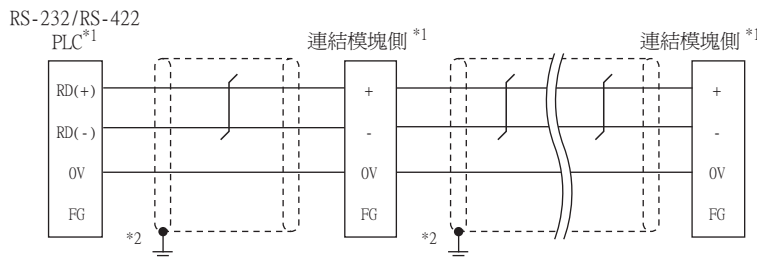 RS-232/RS-422
PLC*1
連結模塊側 *1
連結模塊側 *1
RD(+)
+
+
RD(-)
-
-
0V
0V
0V
FG
FG
FG
*2
*2